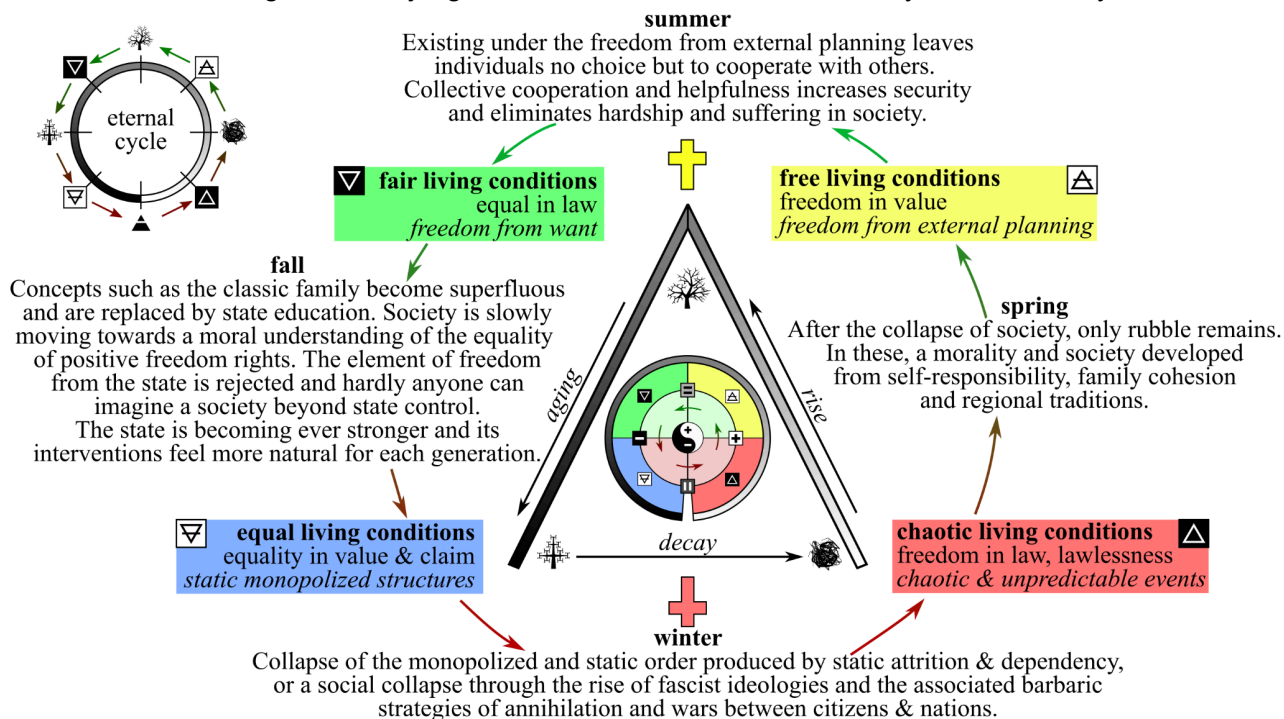 summer
Existing under the freedom from external planning leaves
individuals no choice but to cooperate with others.
Collective cooperation and helpfulness increases security
and eliminates hardship and suffering in society.
eternal
cycle
fair living conditions
equal in law
freedom from want
free living conditions
freedom in value
freedom from external planning
fall
Concepts such as the classic family become superfluous
and are replaced by state education. Society is slowly
moving towards a moral understanding of the equality
of positive freedom rights. The element of freedom
from the state is rejected and hardly anyone can
imagine a society beyond state control.
The state is becoming ever stronger and its
interventions feel more natural for each generation.
spring
After the collapse of society, only rubble remains.
In these, a morality and society developed
from self-responsibility, family cohesion
and regional traditions.
aging
rise
decay
equal living conditions
equality in value & claim
static monopolized structures
chaotic living conditions
freedom in law, lawlessness
chaotic & unpredictable events
winter
Collapse of the monopolized and static order produced by static attrition & dependency,
or a social collapse through the rise of fascist ideologies and the associated barbaric
strategies of annihilation and wars between citizens & nations.